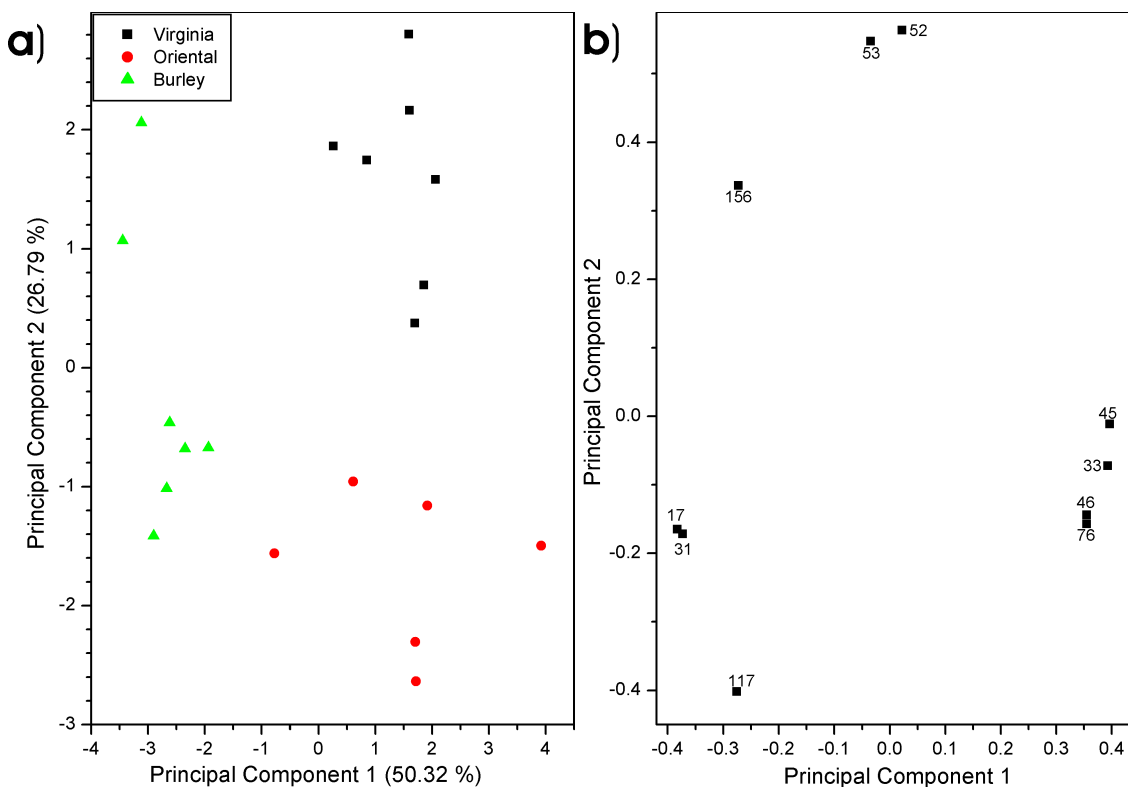 a)
Virginia
Oriental
Burley
2
1
0
-1
-2
-3
Principal Component 2 (26.79 %)
-4 -3 -2 -1 0 1 2 3 4
Principal Component 1 (50.32 %)
b)
52
53
156
45
33
46
76
17
31
117
0.4
0.2
0.0
-0.2
-0.4
Principal Component 2
-0.4 -0.3 -0.2 -0.1 0.0 0.1 0.2 0.3 0.4
Principal Component 1